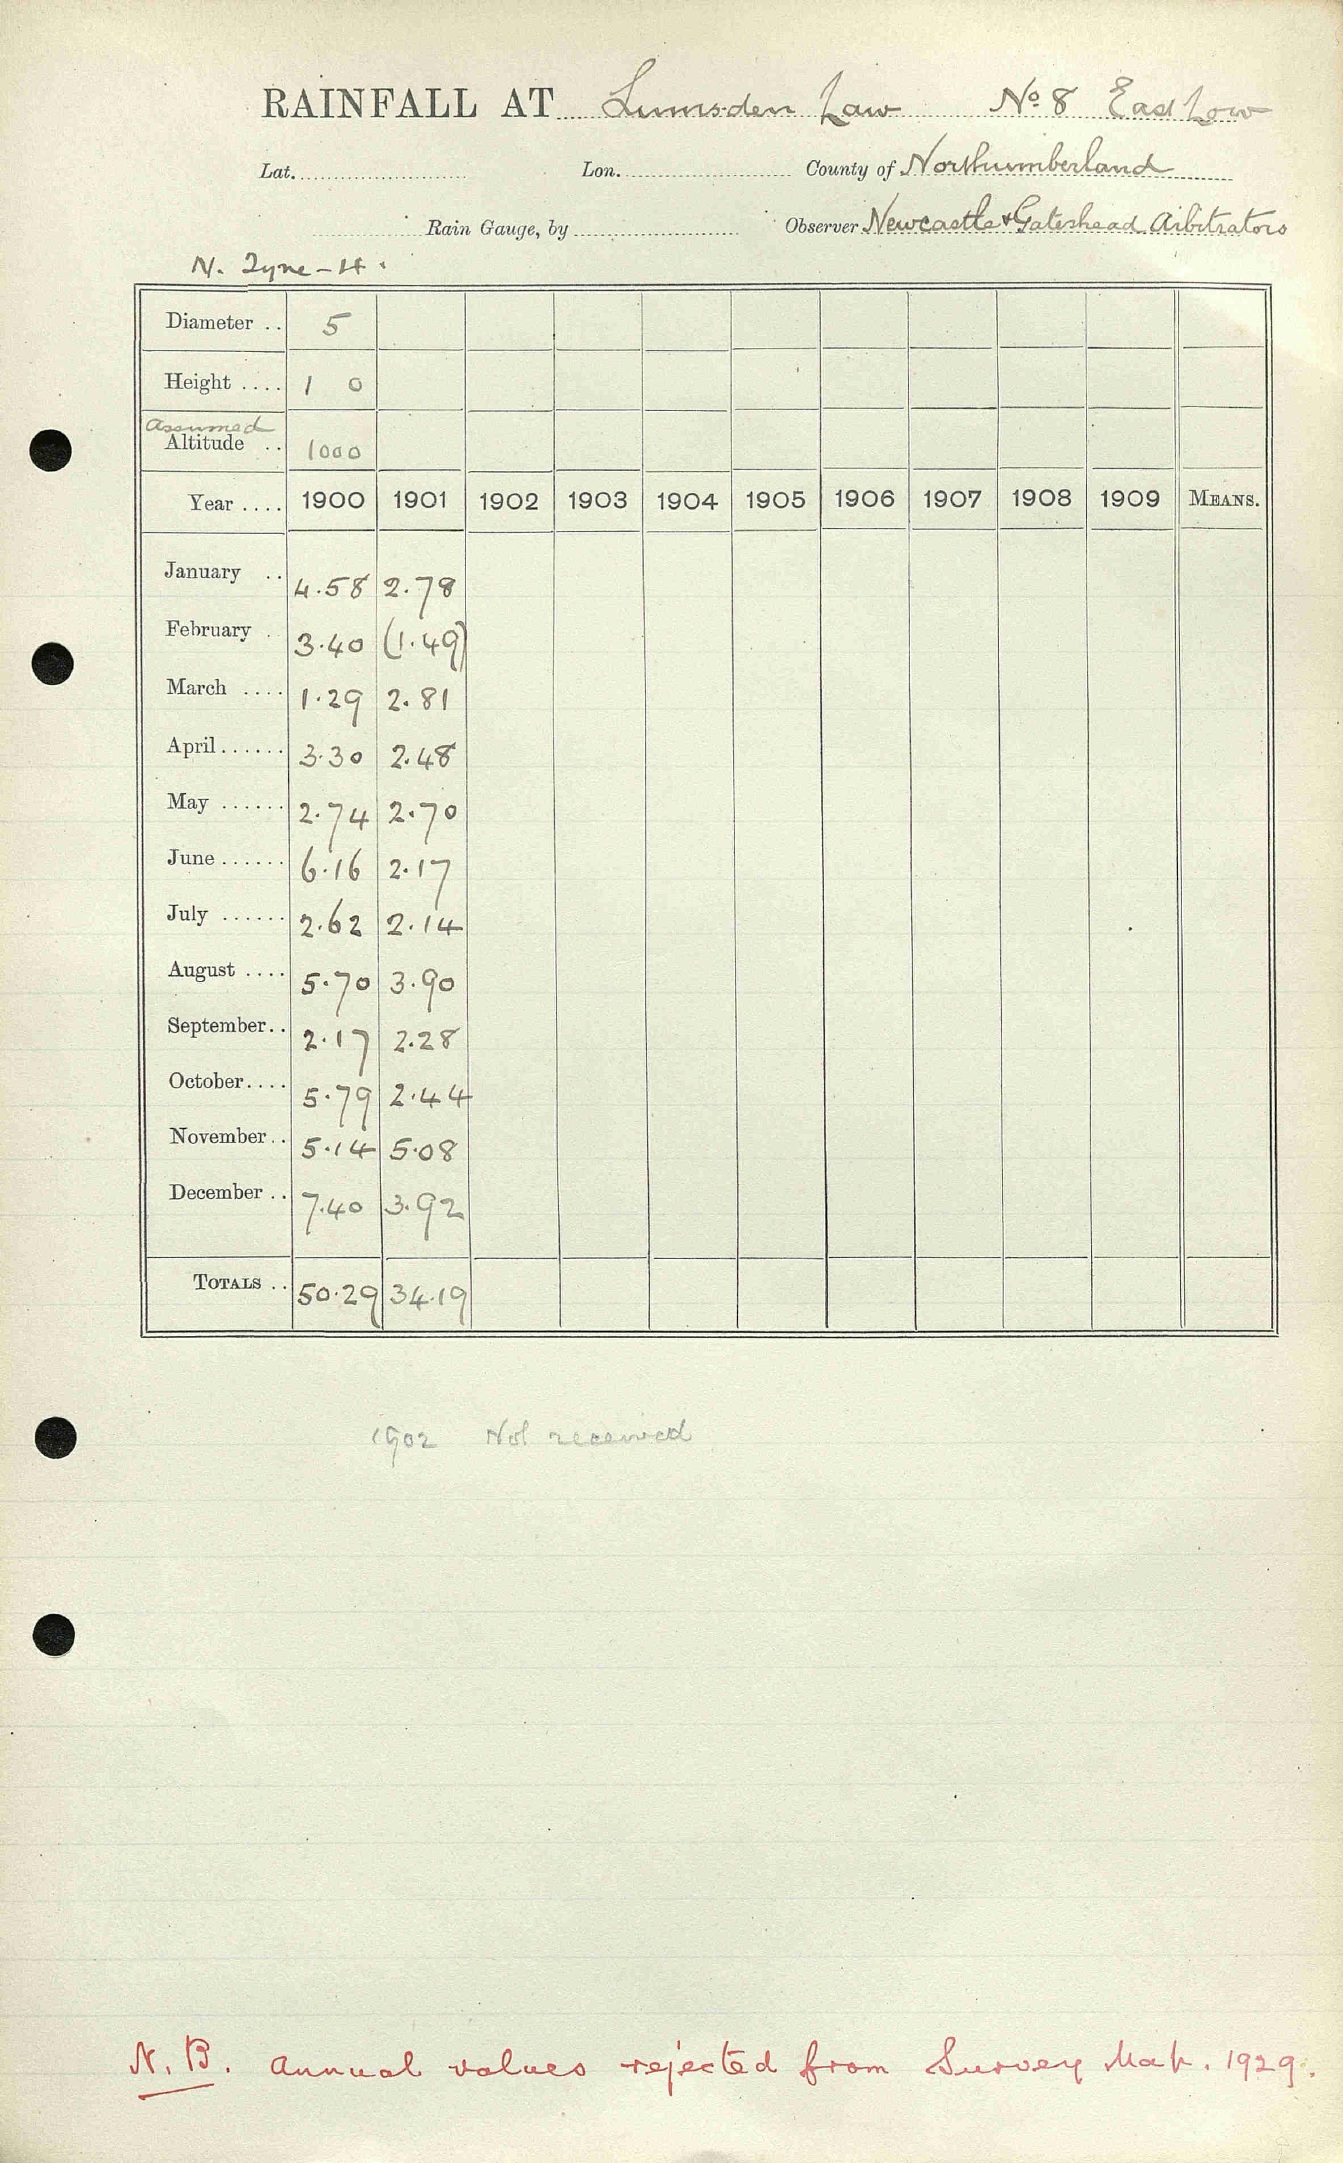 RAINFALL AT Lumsden Law No. 8 East Low
Lat. Lon. County of Northumberland
Rain Gauge, by Observer Newcastle & Gateshead Arbitrators
N. Tyne - H.
Diameter .. 5
Height .... 1 0
assumed
Altitude .. 1000
Year .... 1900 1901 1902 1903 1904 1905 1906 1907 1908 1909 MEANS.
January .. 4.58 2.78
February . 3.40 (1.49)
March .... 1.29 2.81
April ...... 3.30 2.48
May ...... 2.74 2.70
June ...... 6.16 2.17
July ...... 2.62 2.14
August .... 5.70 3.90
September.. 2.17 2.28
October.... 5.79 2.44
November.. 5.14 5.08
December .. 7.40 3.92
TOTALS .. 50.29 34.19
1902 Not received
N.B. Annual values rejected from Survey Map. 1929.